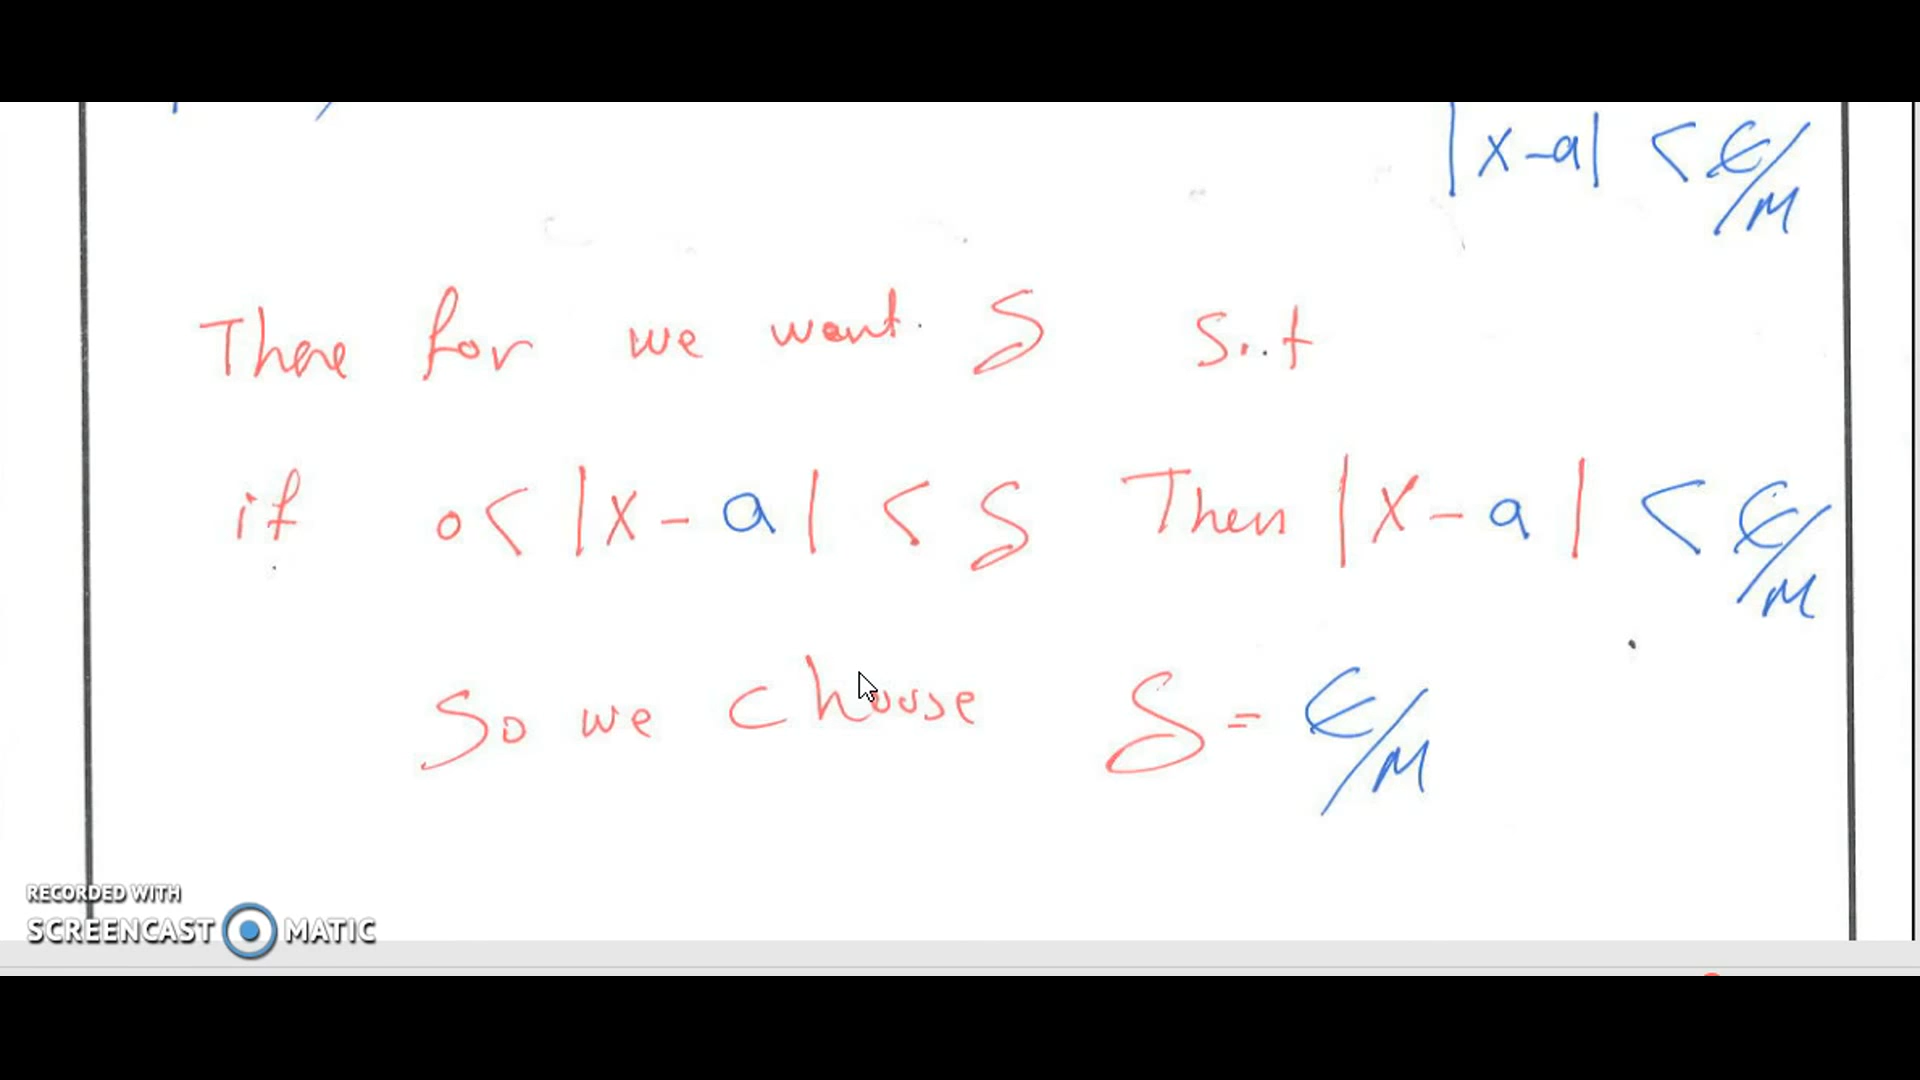 |x-a| < ϵ/M
There for we want δ s.t
if 0 < |x - a| < δ Then |x - a| < ϵ/M
So we choose δ = ϵ/M
RECORDED WITH
SCREENCAST MATIC